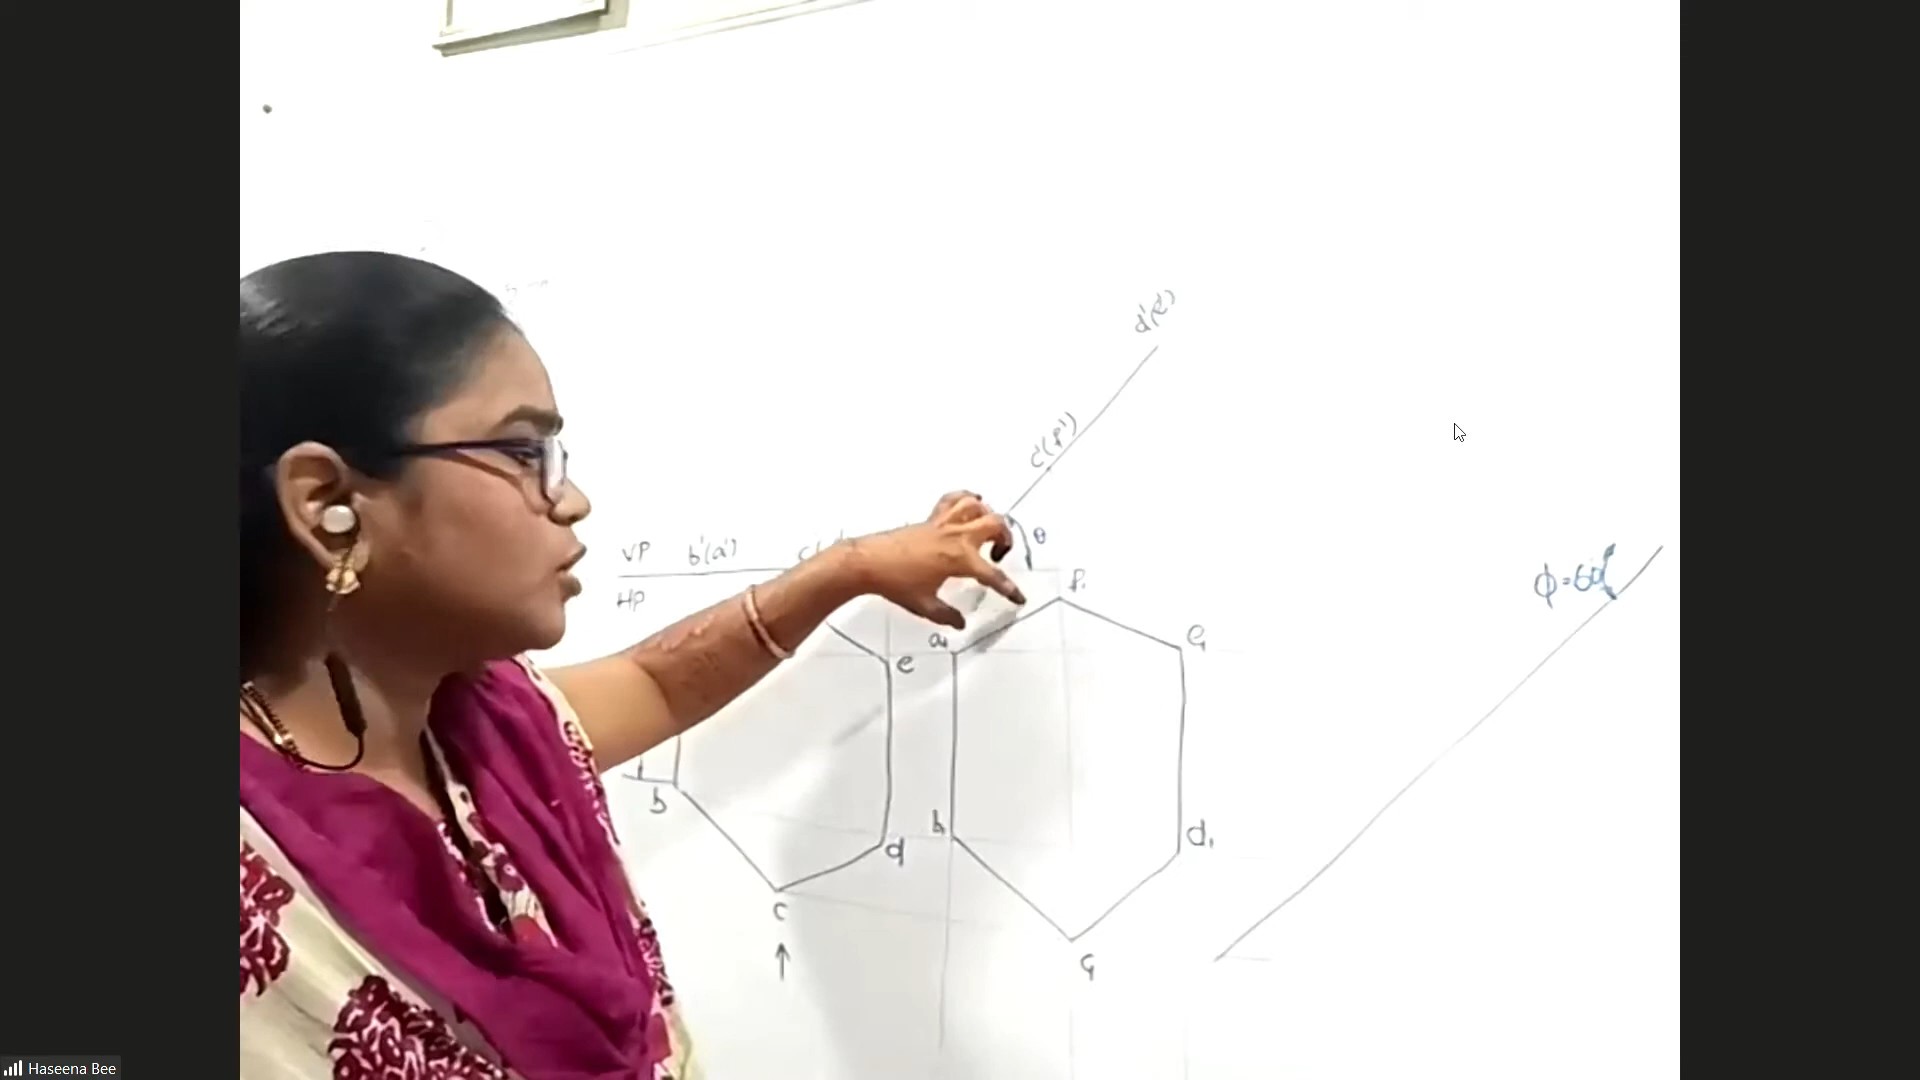 d'(e')
c'(f')
θ
VP b'(a')
HP
f₁
a₁ e₁
e
ϕ=60
b
b₁ d₁
d
c
c₁
Haseena Bee